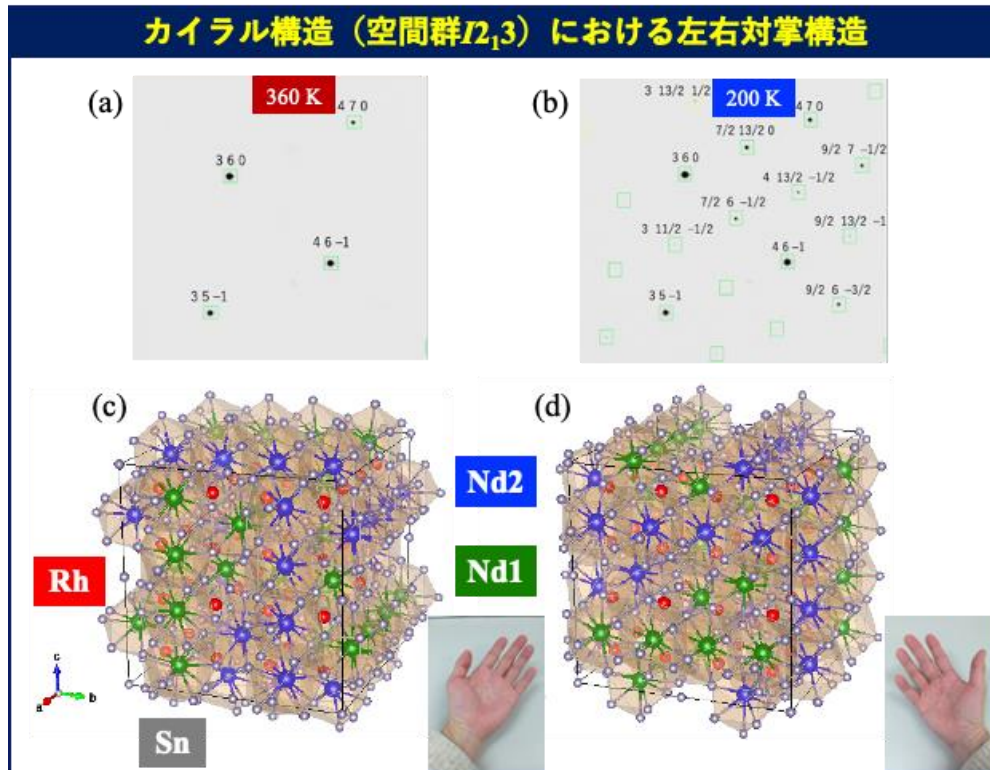 カイラル構造（空間群I2₁3）における左右対掌構造
(a)
360 K
4 7 0
3 6 0
4 6 −1
3 5 −1
(b)
200 K
3 13/2 1/2
4 7 0
7/2 13/2 0
9/2 7 −1/2
3 6 0
4 13/2 −1/2
7/2 6 −1/2
9/2 13/2 −1
3 11/2 −1/2
4 6 −1
9/2 6 −3/2
3 5 −1
(c)
(d)
Nd2
Nd1
Rh
Sn
c
a
b